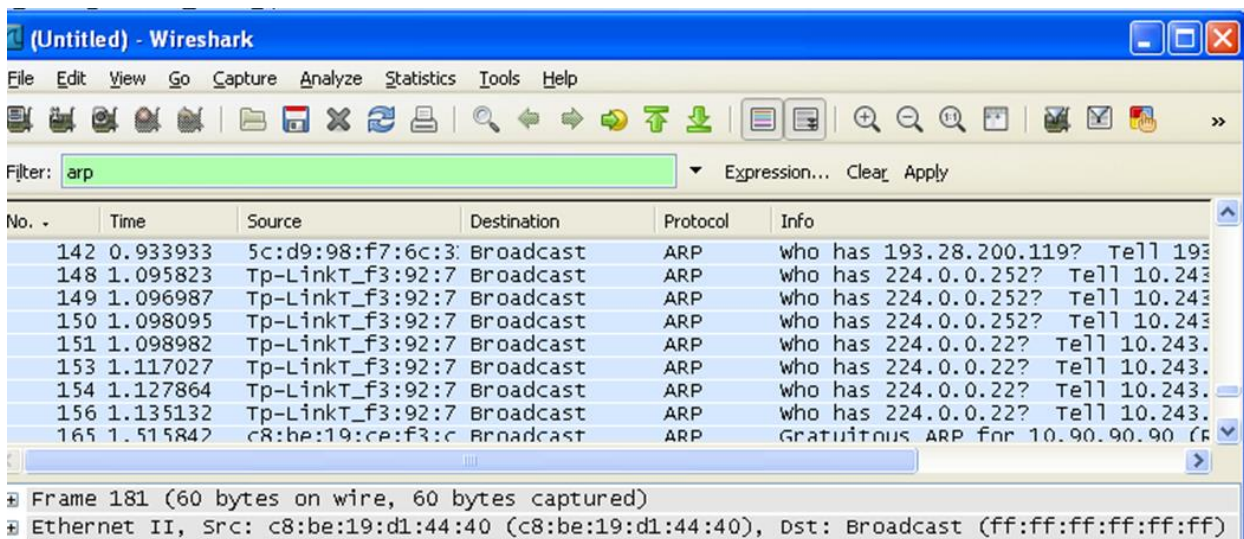 (Untitled) - Wireshark
File Edit View Go Capture Analyze Statistics Tools Help
Filter: arp Expression... Clear Apply
No. Time Source Destination Protocol Info
142 0.933933 5c:d9:98:f7:6c:3 Broadcast ARP who has 193.28.200.119? Tell 193
148 1.095823 Tp-LinkT_f3:92:7 Broadcast ARP who has 224.0.0.252? Tell 10.243
149 1.096987 Tp-LinkT_f3:92:7 Broadcast ARP who has 224.0.0.252? Tell 10.243
150 1.098095 Tp-LinkT_f3:92:7 Broadcast ARP who has 224.0.0.252? Tell 10.243
151 1.098982 Tp-LinkT_f3:92:7 Broadcast ARP who has 224.0.0.22? Tell 10.243.
153 1.117027 Tp-LinkT_f3:92:7 Broadcast ARP who has 224.0.0.22? Tell 10.243.
154 1.127864 Tp-LinkT_f3:92:7 Broadcast ARP who has 224.0.0.22? Tell 10.243.
156 1.135132 Tp-LinkT_f3:92:7 Broadcast ARP who has 224.0.0.22? Tell 10.243.
165 1.515842 c8:be:19:ce:f3:c Broadcast ARP Gratuitous ARP for 10.90.90.90 (R
Frame 181 (60 bytes on wire, 60 bytes captured)
Ethernet II, Src: c8:be:19:d1:44:40 (c8:be:19:d1:44:40), Dst: Broadcast (ff:ff:ff:ff:ff:ff)